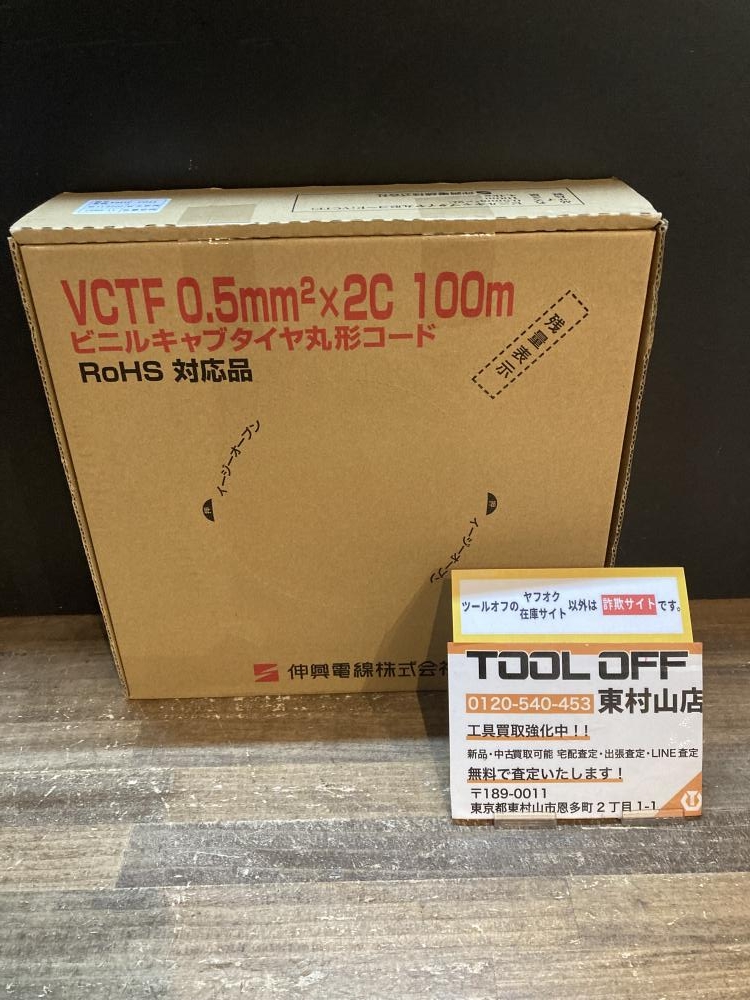 VCTF 0.5mm²×2C 100m
ビニルキャブタイヤ丸形コード
RoHS 対応品
残量表示
イージーオープン
押
押
イージーオープン
伸興電線株式会
ツールオフの ヤフオク 在庫サイト 以外は 詐欺サイト です。
TOOL OFF
0120-540-453 東村山店
工具買取強化中!!
新品・中古買取可能 宅配査定・出張査定・LINE査定
無料で査定いたします!
〒189-0011
東京都東村山市恩多町2丁目1-1